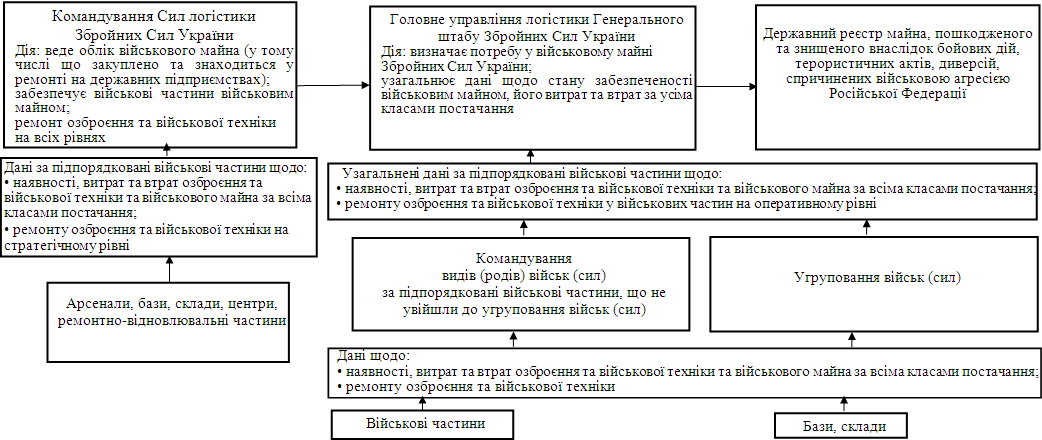 Командування Сил логістики
Збройних Сил України
Дія: веде облік військового майна (у тому
числі що закуплено та знаходиться у
ремонті на державних підприємствах);
забезпечує військові частини військовим
майном;
ремонт озброєння та військової техніки
на всіх рівнях
Головне управління логістики Генерального
штабу Збройних Сил України
Дія: визначає потребу у військовому майні
Збройних Сил України;
узагальнює дані щодо стану забезпеченості
військовим майном, його витрат та втрат за усіма
класами постачання
Державний реєстр майна, пошкодженого
та знищеного внаслідок бойових дій,
терористичних актів, диверсій,
спричинених військовою агресією
Російської Федерації
Дані за підпорядковані військові частини щодо:
• наявності, витрат та втрат озброєння та
військової техніки та військового майна за всіма
класами постачання;
• ремонту озброєння та військової техніки на
стратегічному рівні
Узагальнені дані за підпорядковані військові частини щодо:
• наявності, витрат та втрат озброєння та військової техніки та військового майна за всіма класами постачання;
• ремонту озброєння та військової техніки у військових частин на оперативному рівні
Арсенали, бази, склади, центри,
ремонтно-відновлювальні частини
Командування
видів (родів) військ (сил)
за підпорядковані військові частини, що не
увійшли до угруповання військ (сил)
Угруповання військ (сил)
Дані щодо:
• наявності, витрат та втрат озброєння та військової техніки та військового майна за всіма класами постачання;
• ремонту озброєння та військової техніки
Військові частини
Бази, склади